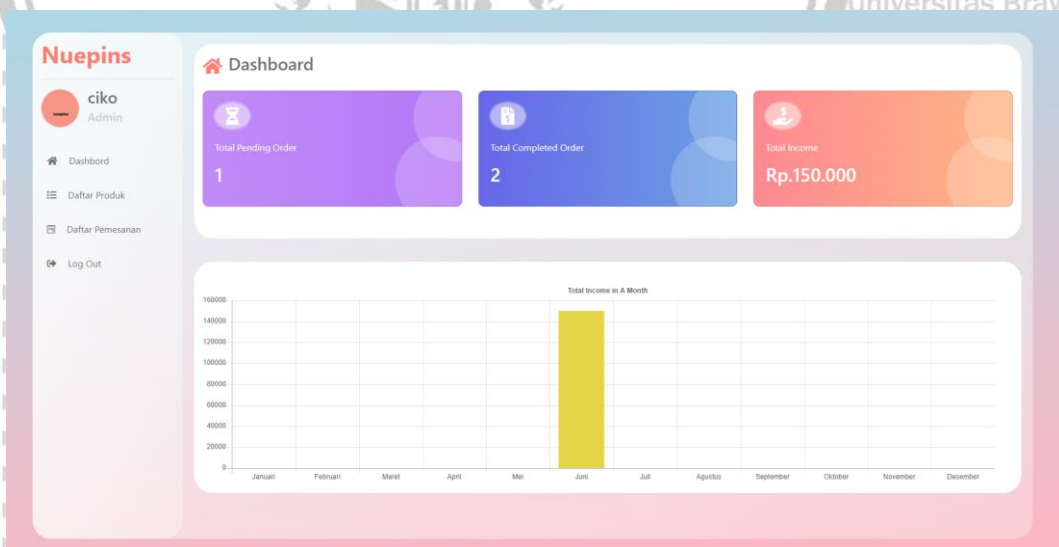 Universitas Braw
Nuepins
ciko
Admin
Dashbord
Daftar Produk
Daftar Pemesanan
Log Out
Dashboard
Total Pending Order
1
Total Completed Order
2
Total Income
Rp.150.000
Total Income in A Month
160000
140000
120000
100000
80000
60000
40000
20000
0
Januari Februari Maret April Mei Juni Juli Agustus September Oktober November Desember